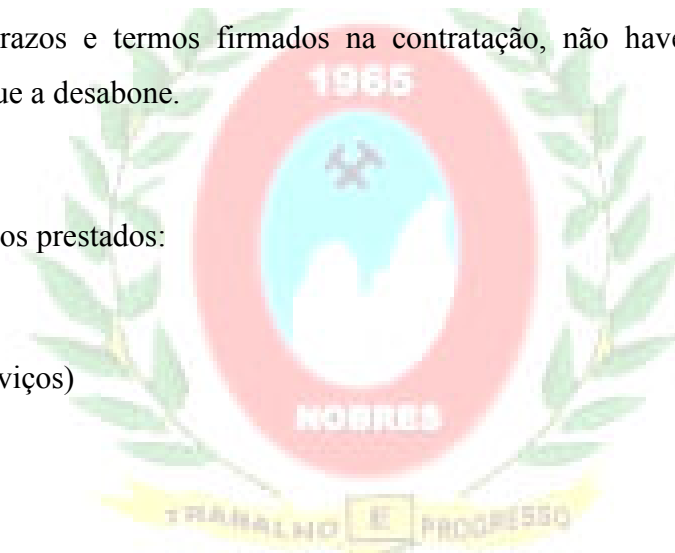 razos e termos firmados na contratação, não have
ue a desabone.
1965
os prestados:
viços)
NOBRES
TRABALHO E PROGRESSO